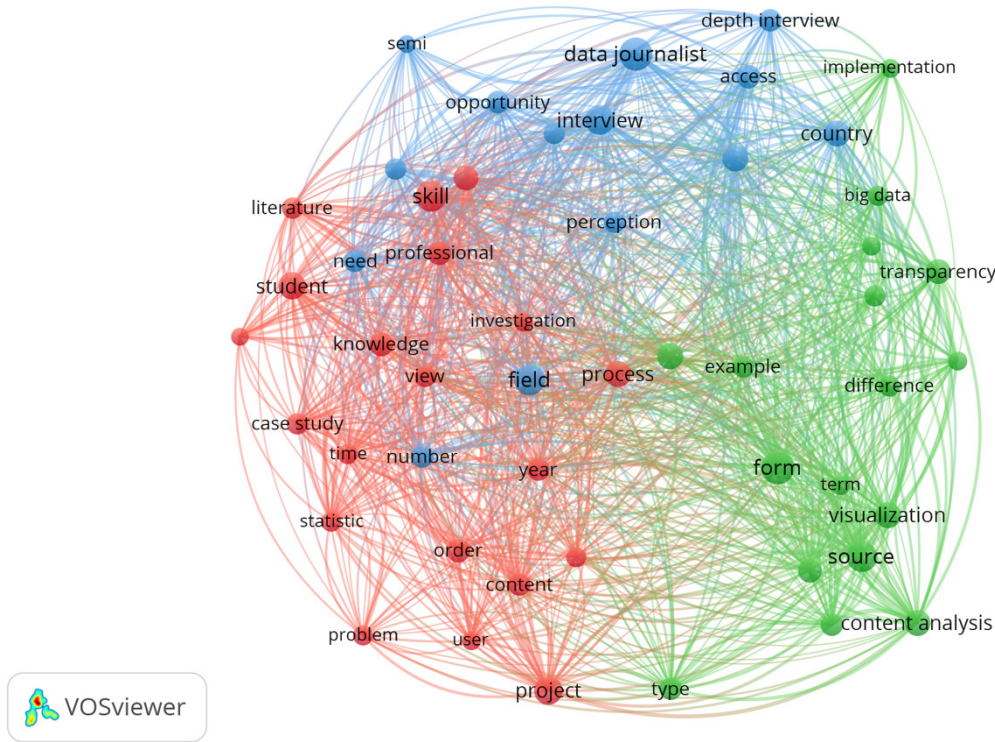 depth interview
semi
data journalist
implementation
access
opportunity
interview
country
skill
big data
literature
perception
professional
need
transparency
student
investigation
knowledge
example
view
field
process
difference
case study
time
number
form
year
term
statistic
visualization
order
source
content
problem
user
content analysis
project
type
VOSviewer